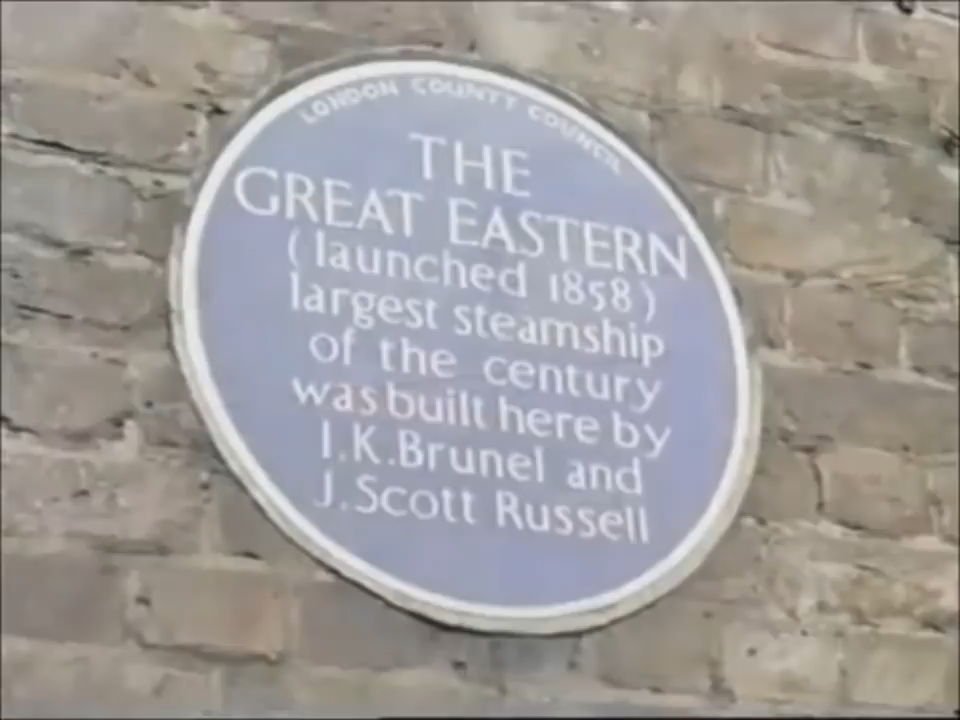 LONDON COUNTY COUNCIL
THE
GREAT EASTERN
(launched 1858)
largest steamship
of the century
was built here by
I.K.Brunel and
J.Scott Russell